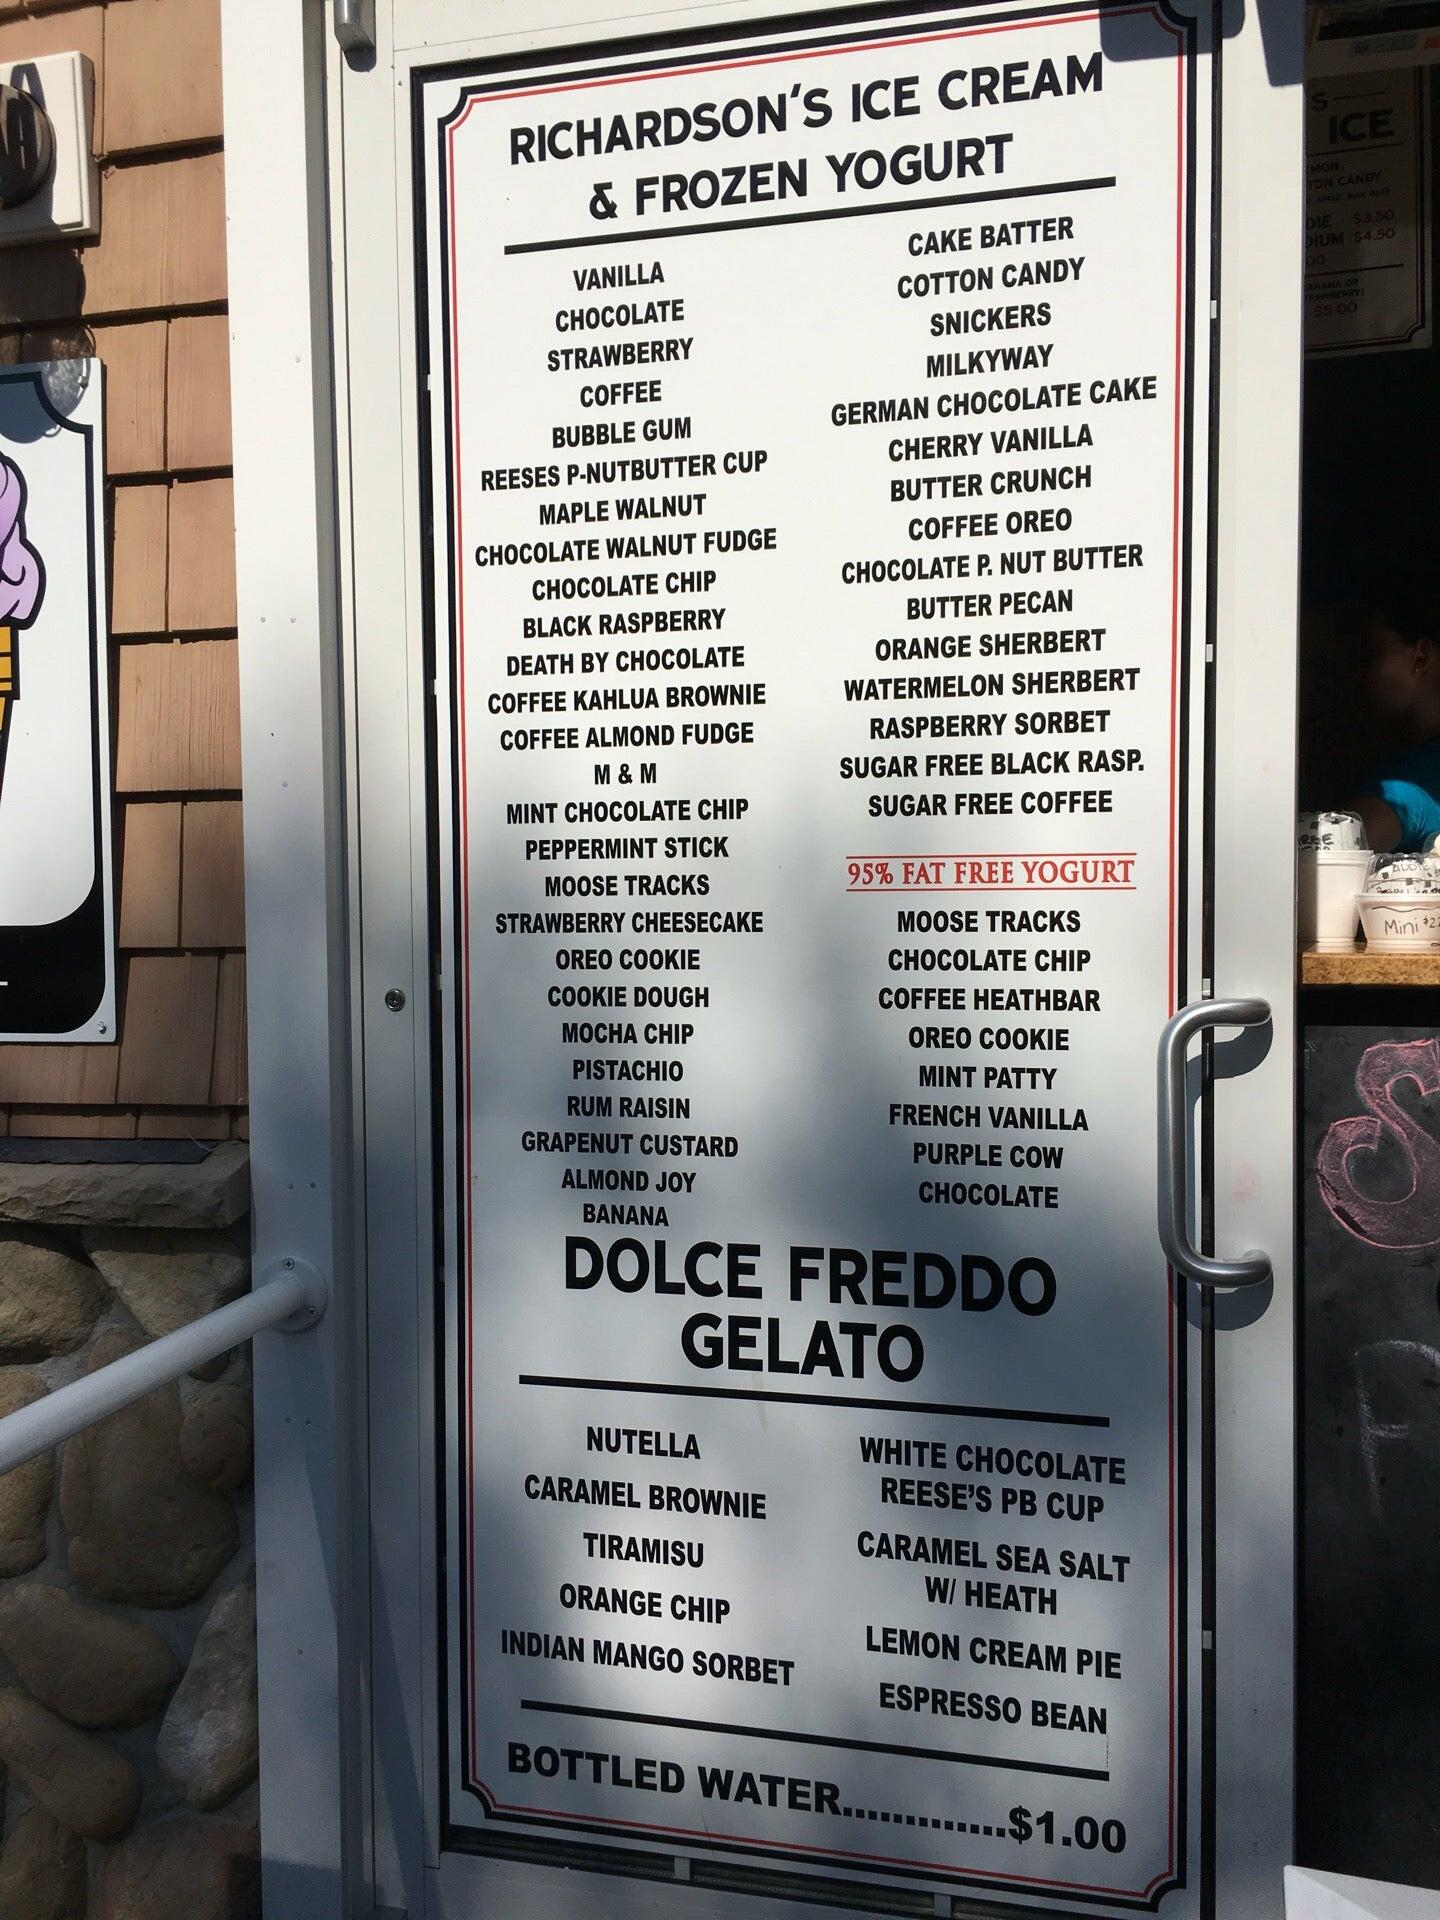 RICHARDSON'S ICE CREAM
& FROZEN YOGURT
VANILLA
CHOCOLATE
STRAWBERRY
COFFEE
BUBBLE GUM
REESES P-NUTBUTTER CUP
MAPLE WALNUT
CHOCOLATE WALNUT FUDGE
CHOCOLATE CHIP
BLACK RASPBERRY
DEATH BY CHOCOLATE
COFFEE KAHLUA BROWNIE
COFFEE ALMOND FUDGE
M & M
MINT CHOCOLATE CHIP
PEPPERMINT STICK
MOOSE TRACKS
STRAWBERRY CHEESECAKE
OREO COOKIE
COOKIE DOUGH
MOCHA CHIP
PISTACHIO
RUM RAISIN
GRAPENUT CUSTARD
ALMOND JOY
BANANA
CAKE BATTER
COTTON CANDY
SNICKERS
MILKYWAY
GERMAN CHOCOLATE CAKE
CHERRY VANILLA
BUTTER CRUNCH
COFFEE OREO
CHOCOLATE P. NUT BUTTER
BUTTER PECAN
ORANGE SHERBERT
WATERMELON SHERBERT
RASPBERRY SORBET
SUGAR FREE BLACK RASP.
SUGAR FREE COFFEE
95% FAT FREE YOGURT
MOOSE TRACKS
CHOCOLATE CHIP
COFFEE HEATHBAR
OREO COOKIE
MINT PATTY
FRENCH VANILLA
PURPLE COW
CHOCOLATE
DOLCE FREDDO
GELATO
NUTELLA
CARAMEL BROWNIE
TIRAMISU
ORANGE CHIP
INDIAN MANGO SORBET
WHITE CHOCOLATE
REESE'S PB CUP
CARAMEL SEA SALT
W/ HEATH
LEMON CREAM PIE
ESPRESSO BEAN
BOTTLED WATER.............$1.00
ICE
CANDY
$3.50
$4.50
$5.00
Mini